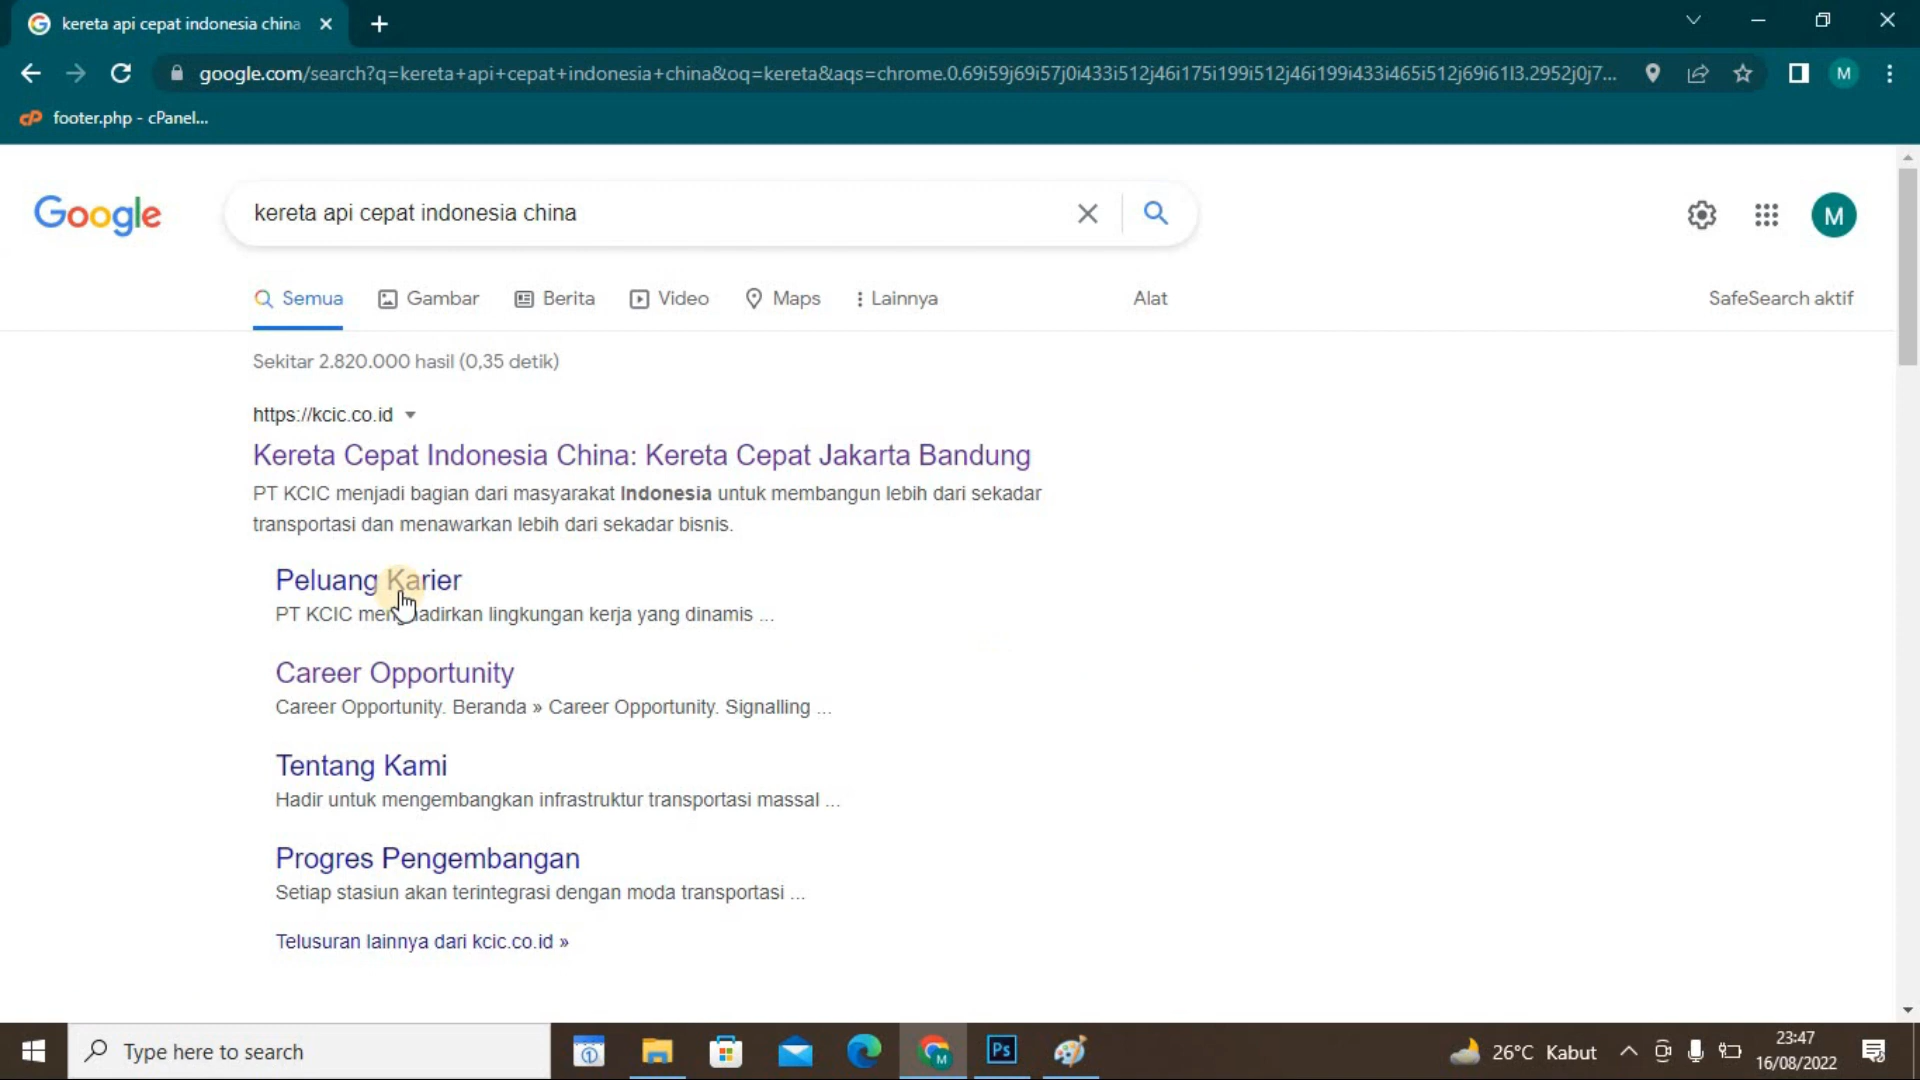 kereta api cepat indonesia china
google.com/search?q=kereta+api+cepat+indonesia+china&oq=kereta&aqs=chrome.0.69i59j69i57j0i433i512j46i175i199i512j46i199i433i465i512j69i61l3.2952j0j7...
M
footer.php - cPanel...
Google
kereta api cepat indonesia china
M
Semua
Gambar
Berita
Video
Maps
Lainnya
Alat
SafeSearch aktif
Sekitar 2.820.000 hasil (0,35 detik)
https://kcic.co.id
Kereta Cepat Indonesia China: Kereta Cepat Jakarta Bandung
PT KCIC menjadi bagian dari masyarakat Indonesia untuk membangun lebih dari sekadar
transportasi dan menawarkan lebih dari sekadar bisnis.
Peluang Karier
PT KCIC menghadirkan lingkungan kerja yang dinamis ...
Career Opportunity
Career Opportunity. Beranda » Career Opportunity. Signalling ...
Tentang Kami
Hadir untuk mengembangkan infrastruktur transportasi massal ...
Progres Pengembangan
Setiap stasiun akan terintegrasi dengan moda transportasi ...
Telusuran lainnya dari kcic.co.id »
Type here to search
M
Ps
26°C Kabut
23:47
16/08/2022